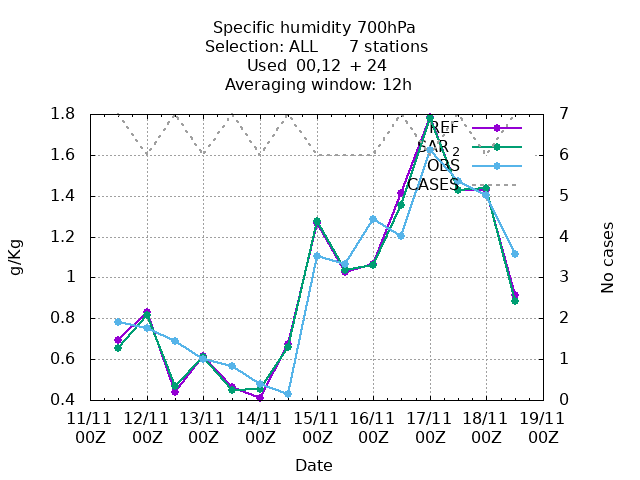 Specific humidity 700hPa
Selection: ALL 7 stations
Used 00,12 + 24
Averaging window: 12h
1.8
1.6
1.4
1.2
1
0.8
0.6
0.4
g/Kg
7
6
5
4
3
2
1
0
No cases
REF
SAR 2
OBS
CASES
11/11 12/11 13/11 14/11 15/11 16/11 17/11 18/11 19/11
00Z 00Z 00Z 00Z 00Z 00Z 00Z 00Z 00Z
Date